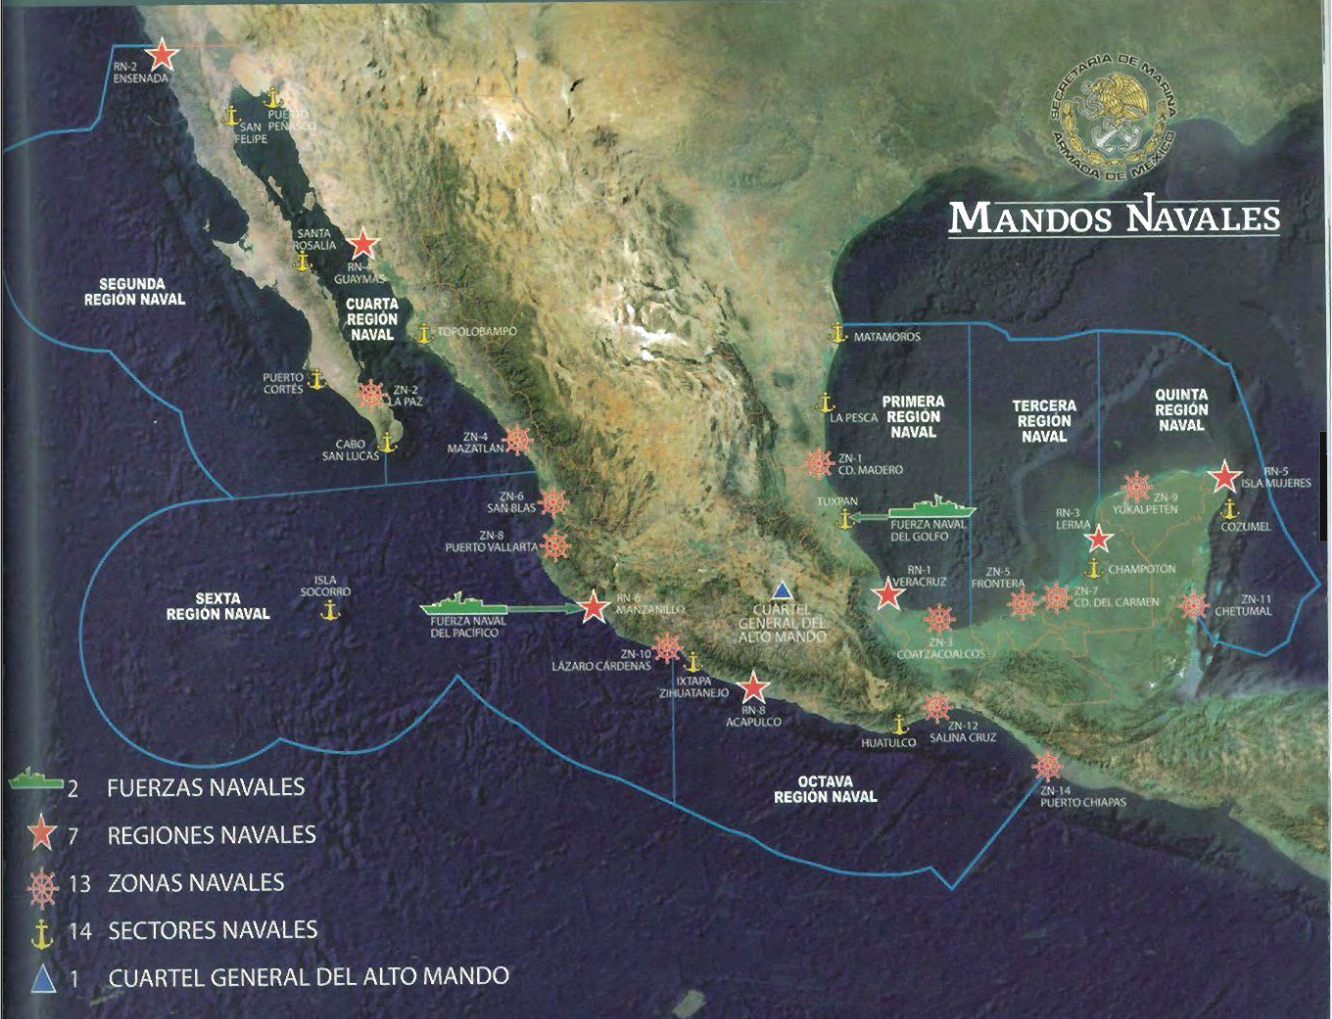 SECRETARIA DE MARINA
ARMADA DE MÉXICO
MANDOS NAVALES
RN-2
ENSENADA
SAN
FELIPE
PUERTO
PEÑASCO
SANTA
ROSALÍA
RN-4
GUAYMAS
SEGUNDA
REGIÓN NAVAL
CUARTA
REGIÓN
NAVAL
TOPOLOBAMPO
PUERTO
CORTÉS
ZN-2
LA PAZ
CABO
SAN LUCAS
ZN-4
MAZATLÁN
MATAMOROS
LA PESCA
PRIMERA
REGIÓN
NAVAL
TERCERA
REGIÓN
NAVAL
QUINTA
REGIÓN
NAVAL
ZN-1
CD. MADERO
TUXPAN
FUERZA NAVAL
DEL GOLFO
RN-5
ISLA MUJERES
ZN-9
YUKALPETEN
COZUMEL
RN-3
LERMA
CHAMPOTÓN
ZN-6
SAN BLAS
ZN-8
PUERTO VALLARTA
ISLA
SOCORRO
SEXTA
REGIÓN NAVAL
FUERZA NAVAL
DEL PACÍFICO
RN-6
MANZANILLO
CUARTEL
GENERAL DEL
ALTO MANDO
RN-1
VERACRUZ
ZN-5
FRONTERA
ZN-7
CD. DEL CARMEN
ZN-11
CHETUMAL
ZN-3
COATZACOALCOS
ZN-10
LÁZARO CÁRDENAS
IXTAPA
ZIHUATANEJO
RN-8
ACAPULCO
HUATULCO
ZN-12
SALINA CRUZ
OCTAVA
REGIÓN NAVAL
ZN-14
PUERTO CHIAPAS
2 FUERZAS NAVALES
7 REGIONES NAVALES
13 ZONAS NAVALES
14 SECTORES NAVALES
1 CUARTEL GENERAL DEL ALTO MANDO